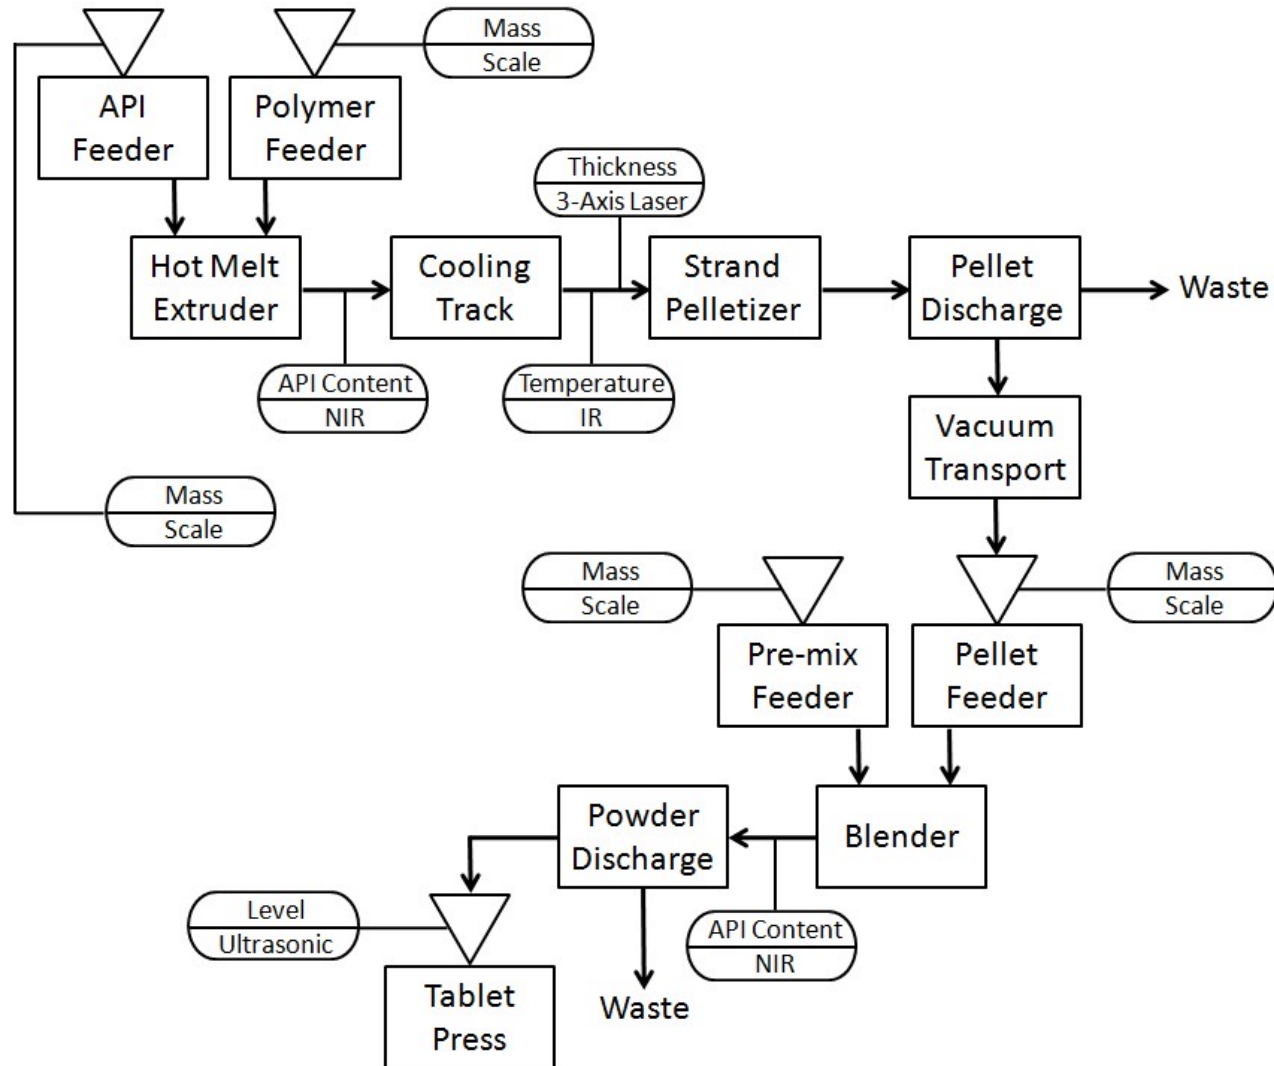 Mass
Scale
API
Feeder
Polymer
Feeder
Thickness
3-Axis Laser
Hot Melt
Extruder
Cooling
Track
Strand
Pelletizer
Pellet
Discharge
Waste
API Content
NIR
Temperature
IR
Vacuum
Transport
Mass
Scale
Mass
Scale
Mass
Scale
Pre-mix
Feeder
Pellet
Feeder
Powder
Discharge
Blender
Level
Ultrasonic
API Content
NIR
Tablet
Press
Waste